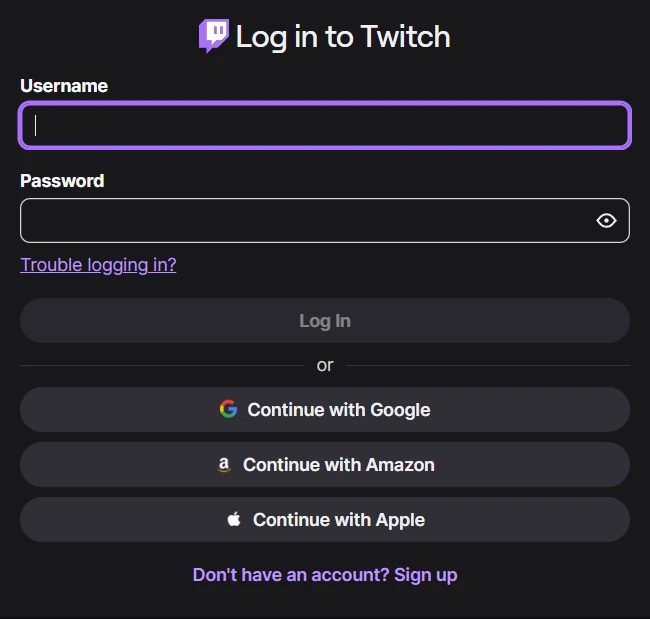 Log in to Twitch
Username
Password
Trouble logging in?
Log In
or
Continue with Google
Continue with Amazon
Continue with Apple
Don't have an account? Sign up